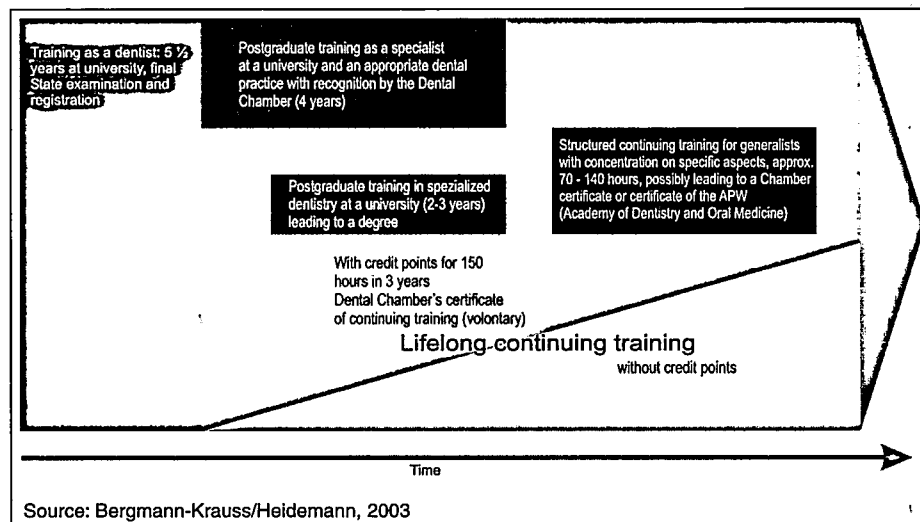 Training as a dentist: 5 ½
years at university, final
State examination and
registration
Postgraduate training as a specialist
at a university and an appropriate dental
practice with recognition by the Dental
Chamber (4 years)
Structured continuing training for generalists
with concentration on specific aspects, approx.
70 - 140 hours, possibly leading to a Chamber
certificate or certificate of the APW
(Academy of Dentistry and Oral Medicine)
Postgraduate training in spezialized
dentistry at a university (2-3 years)
leading to a degree
With credit points for 150
hours in 3 years
Dental Chamber's certificate
of continuing training (volontary)
Lifelong continuing training
without credit points
Time
Source: Bergmann-Krauss/Heidemann, 2003